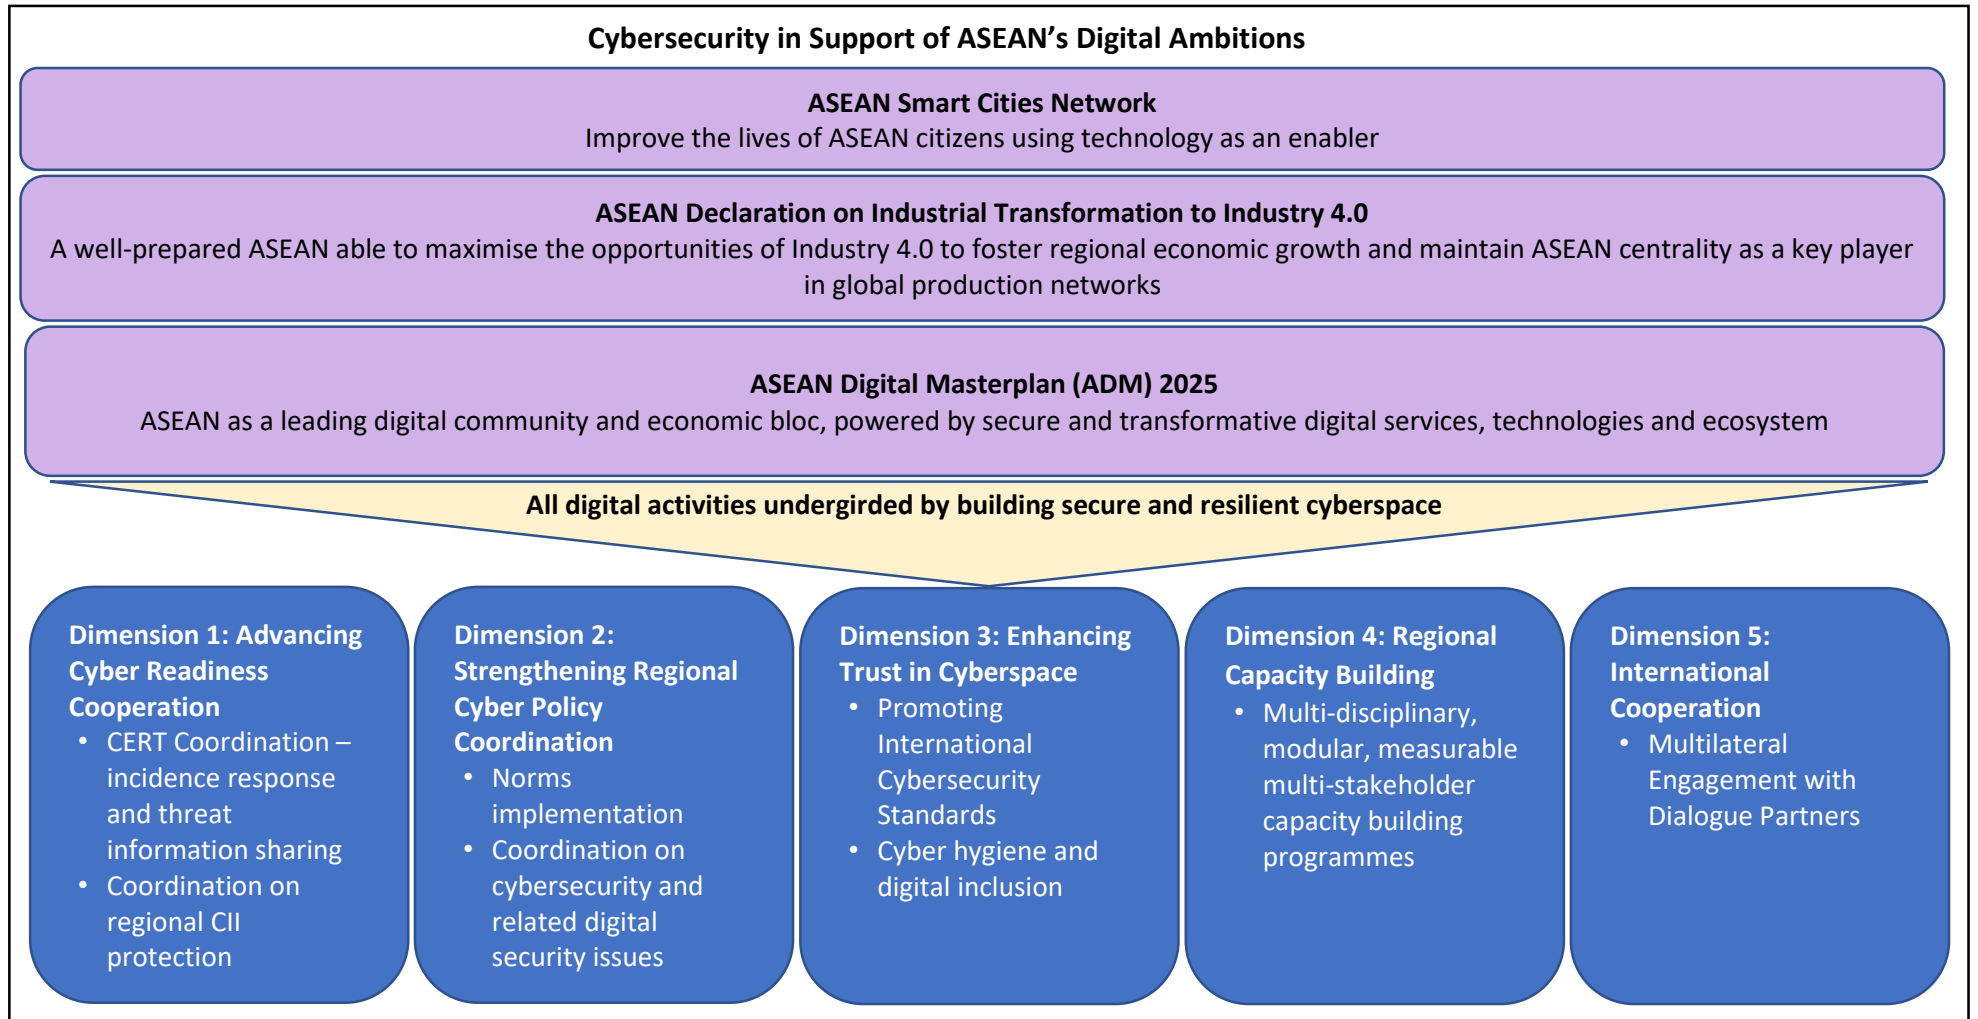 Cybersecurity in Support of ASEAN’s Digital Ambitions
ASEAN Smart Cities Network
Improve the lives of ASEAN citizens using technology as an enabler
ASEAN Declaration on Industrial Transformation to Industry 4.0
A well-prepared ASEAN able to maximise the opportunities of Industry 4.0 to foster regional economic growth and maintain ASEAN centrality as a key player
in global production networks
ASEAN Digital Masterplan (ADM) 2025
ASEAN as a leading digital community and economic bloc, powered by secure and transformative digital services, technologies and ecosystem
All digital activities undergirded by building secure and resilient cyberspace
Dimension 1: Advancing
Cyber Readiness
Cooperation
• CERT Coordination –
incidence response
and threat
information sharing
• Coordination on
regional CII
protection
Dimension 2:
Strengthening Regional
Cyber Policy
Coordination
• Norms
implementation
• Coordination on
cybersecurity and
related digital
security issues
Dimension 3: Enhancing
Trust in Cyberspace
• Promoting
International
Cybersecurity
Standards
• Cyber hygiene and
digital inclusion
Dimension 4: Regional
Capacity Building
• Multi-disciplinary,
modular, measurable
multi-stakeholder
capacity building
programmes
Dimension 5:
International
Cooperation
• Multilateral
Engagement with
Dialogue Partners